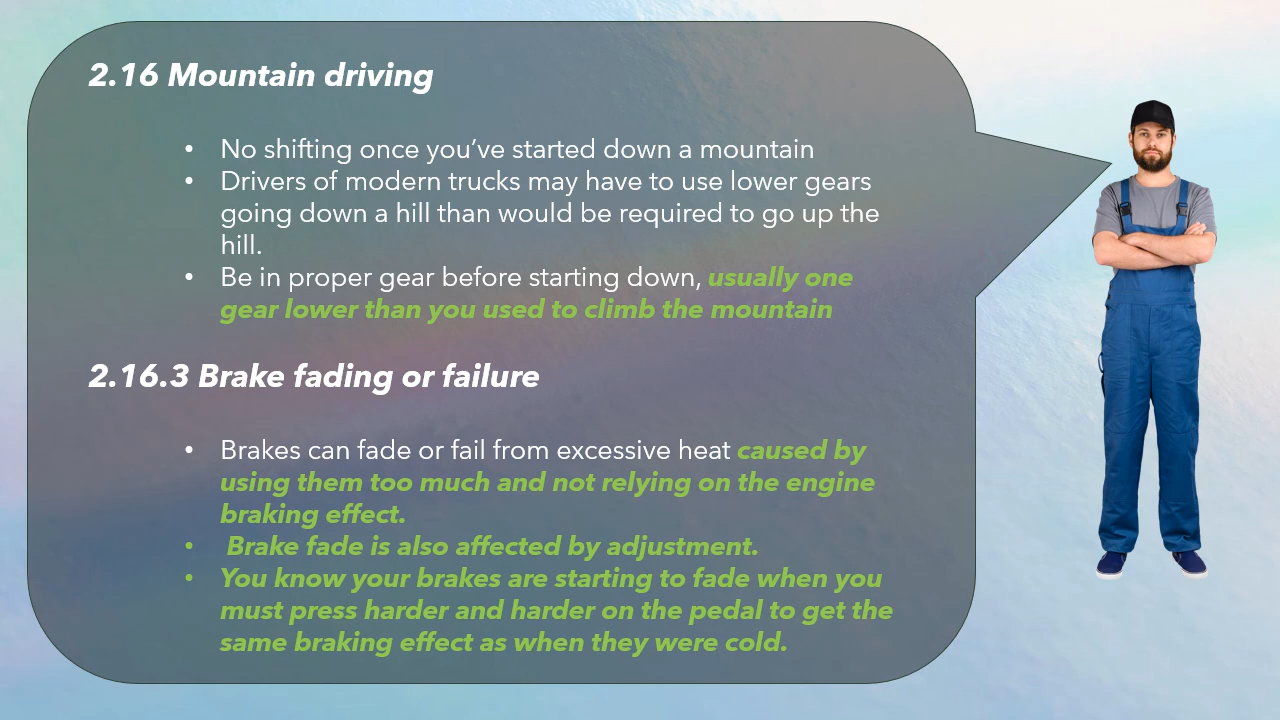 2.16 Mountain driving
• No shifting once you’ve started down a mountain
• Drivers of modern trucks may have to use lower gears
going down a hill than would be required to go up the
hill.
• Be in proper gear before starting down, usually one
gear lower than you used to climb the mountain
2.16.3 Brake fading or failure
• Brakes can fade or fail from excessive heat caused by
using them too much and not relying on the engine
braking effect.
• Brake fade is also affected by adjustment.
• You know your brakes are starting to fade when you
must press harder and harder on the pedal to get the
same braking effect as when they were cold.